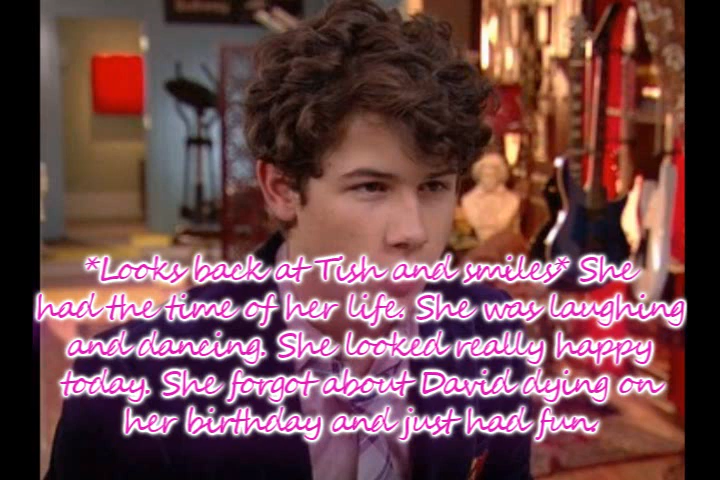 *Looks back at Tish and smiles* She
had the time of her life. She was laughing
and dancing. She looked really happy
today. She forgot about David dying on
her birthday and just had fun.